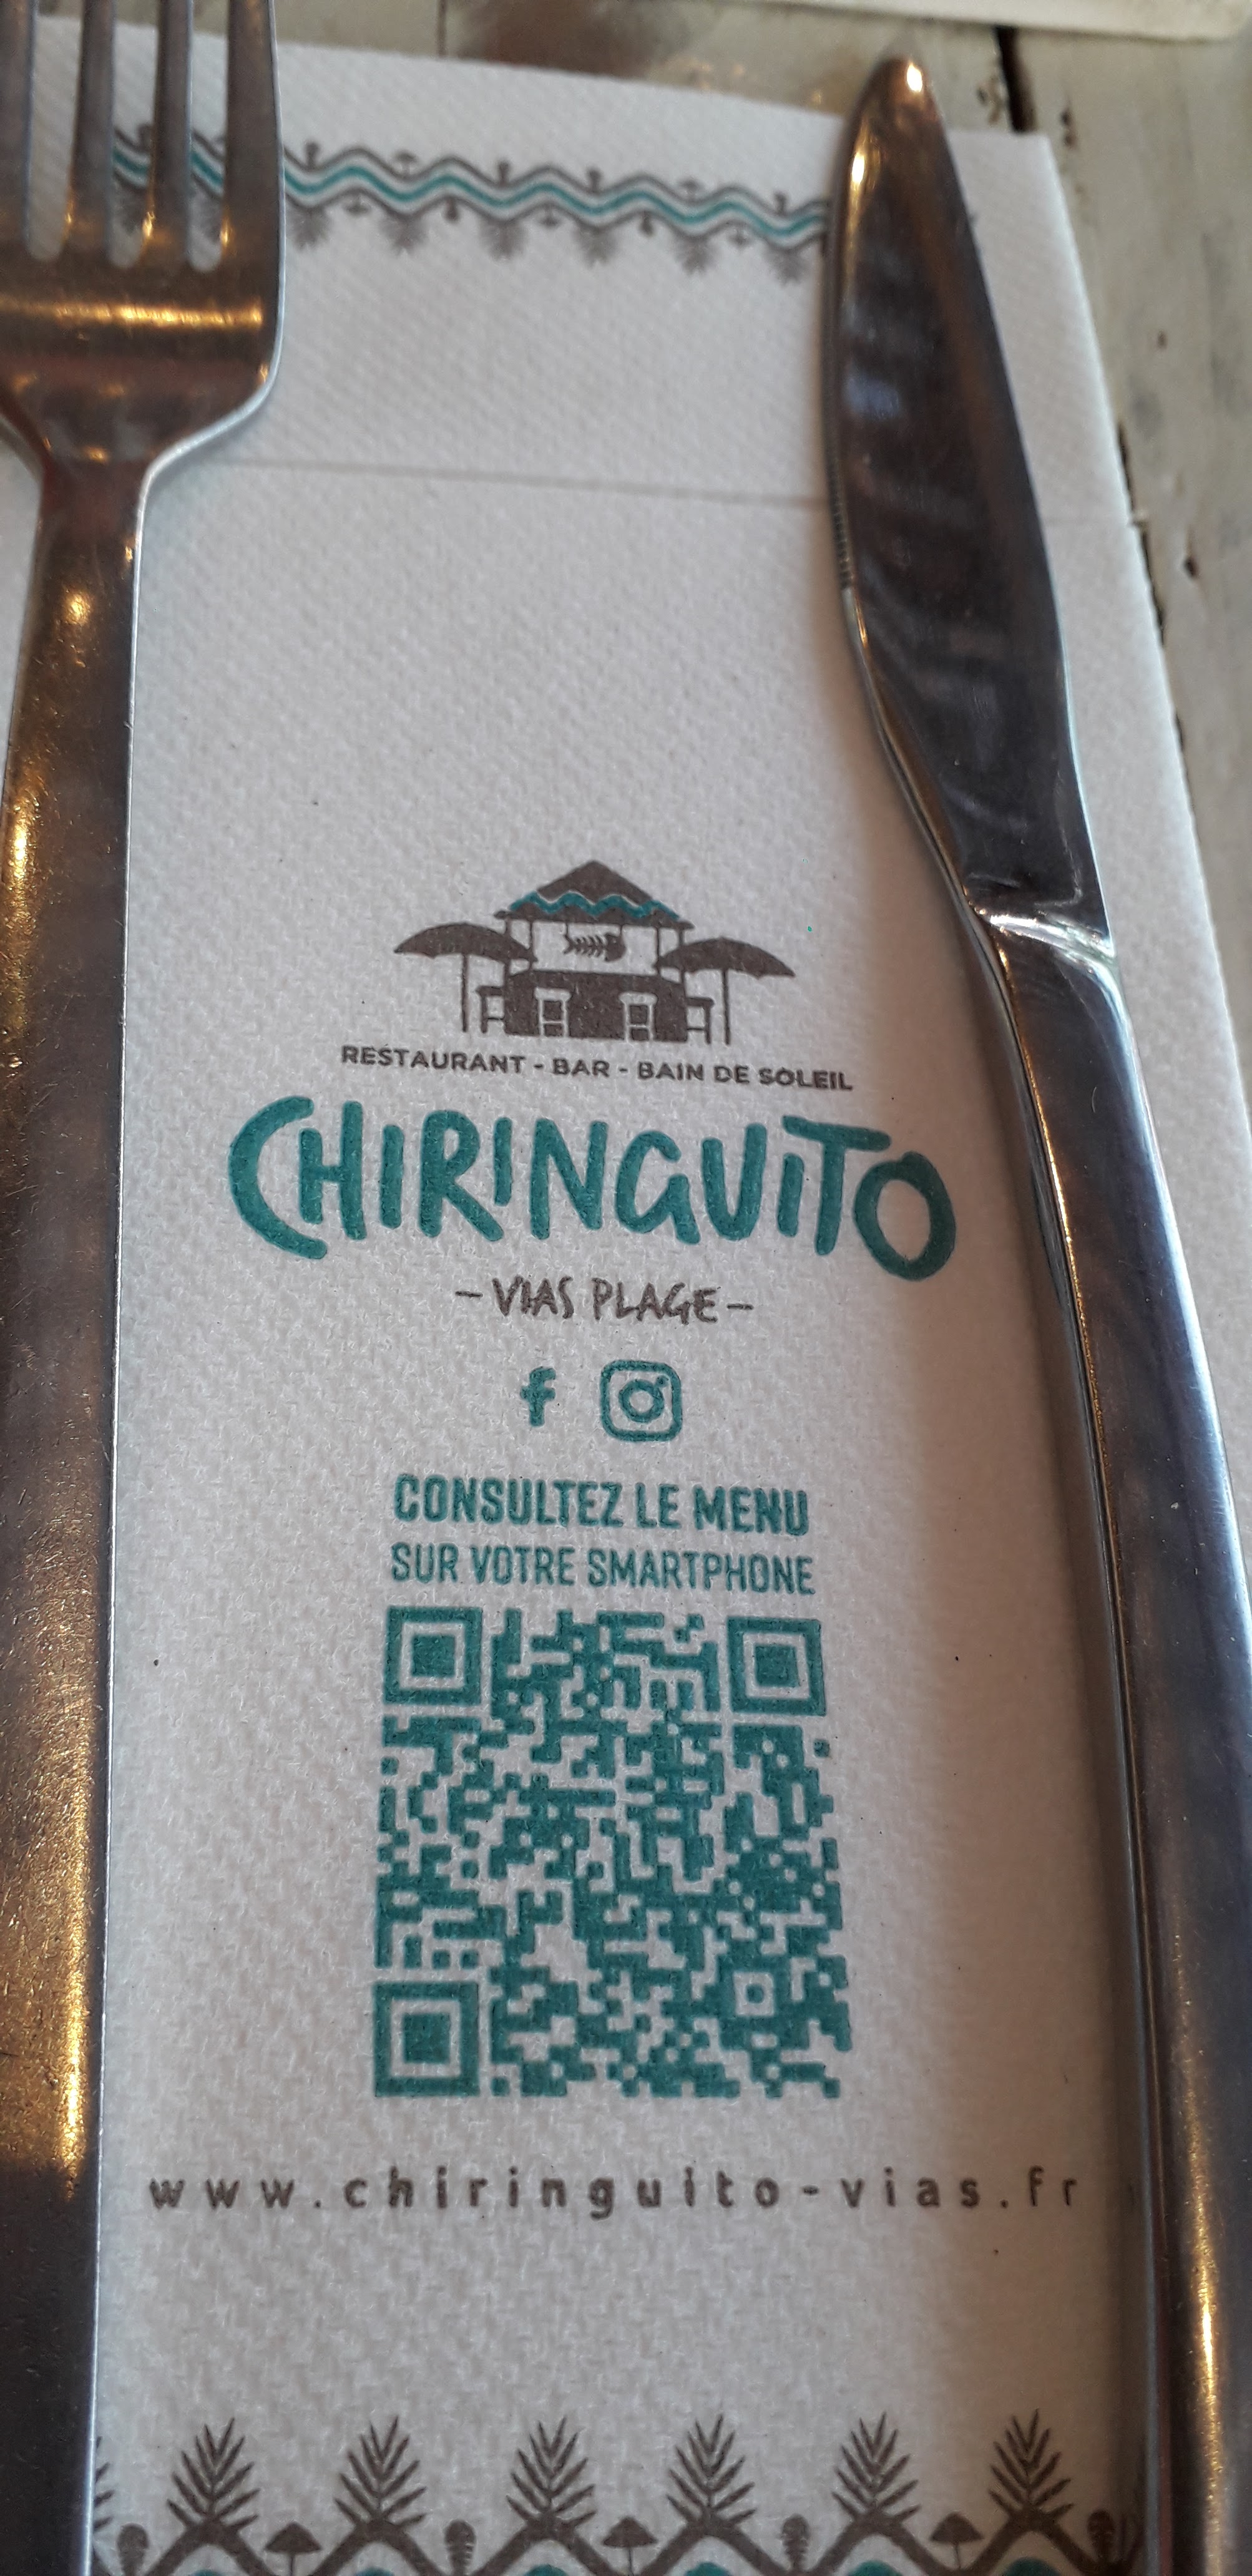 RESTAURANT - BAR - BAIN DE SOLEIL
CHIRINGUITO
- VIAS PLAGE -
CONSULTEZ LE MENU
SUR VOTRE SMARTPHONE
www.chiringuito-vias.fr